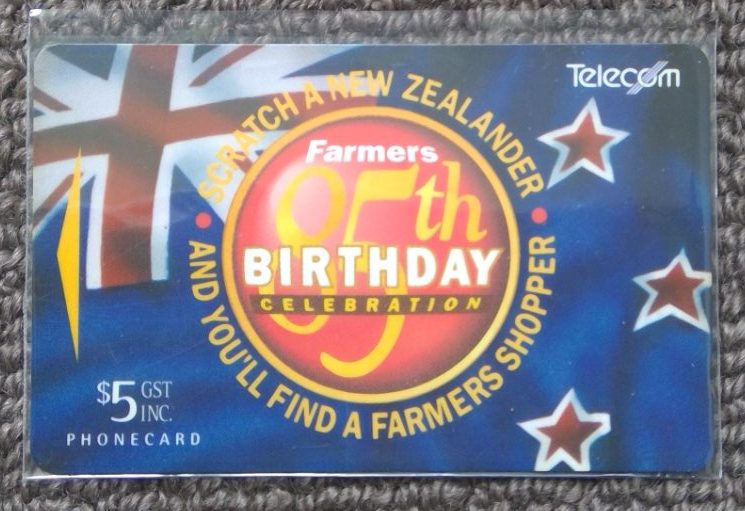 Telecom
SCRATCH A NEW ZEALANDER
Farmers
85th
BIRTHDAY
CELEBRATION
AND YOU'LL FIND A FARMERS SHOPPER
$5 GST
INC.
PHONECARD